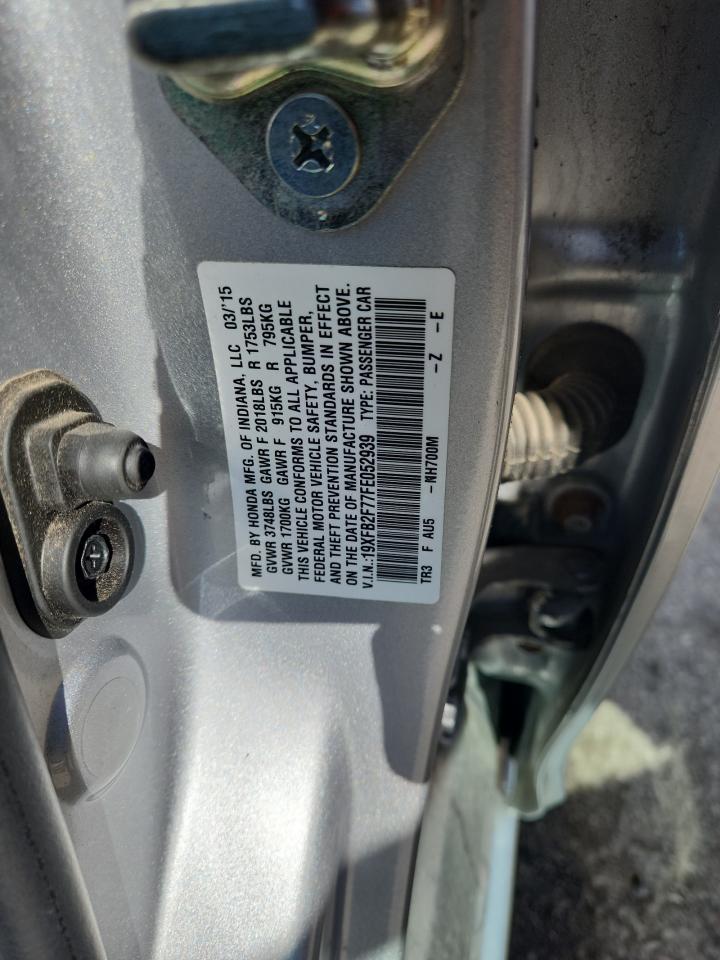 MFD. BY HONDA MFG. OF INDIANA, LLC 03/'15
GVWR 3748LBS GAWR F 2018LBS R 1753LBS
GVWR 1700KG GAWR F 915KG R 795KG
THIS VEHICLE CONFORMS TO ALL APPLICABLE
FEDERAL MOTOR VEHICLE SAFETY, BUMPER,
AND THEFT PREVENTION STANDARDS IN EFFECT
ON THE DATE OF MANUFACTURE SHOWN ABOVE.
V.I.N.:19XFB2F77FE052939 TYPE: PASSENGER CAR
TR3 F AU5 -NH700M -Z -E